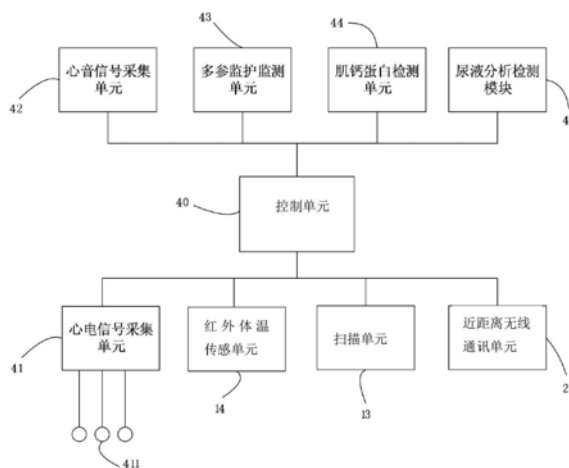 43
44
心音信号采集
单元
多参监护监测
单元
肌钙蛋白检测
单元
尿液分析检测
模块
42
4
40
控制单元
心电信号采集
单元
红外体温
传感单元
扫描单元
近距离无线
通讯单元
41
14
13
2
411